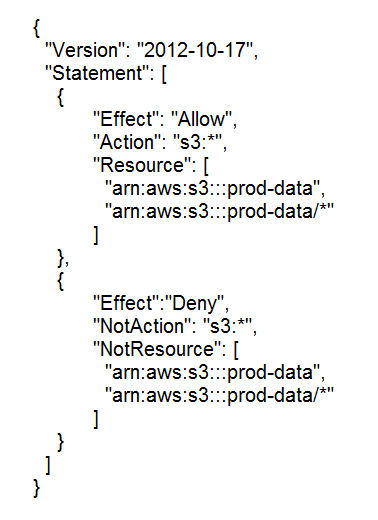 {
"Version": "2012-10-17",
"Statement": [
{
"Effect": "Allow",
"Action": "s3:*",
"Resource": [
"arn:aws:s3:::prod-data",
"arn:aws:s3:::prod-data/*"
]
},
{
"Effect":"Deny",
"NotAction": "s3:*",
"NotResource": [
"arn:aws:s3:::prod-data",
"arn:aws:s3:::prod-data/*"
]
}
]
}